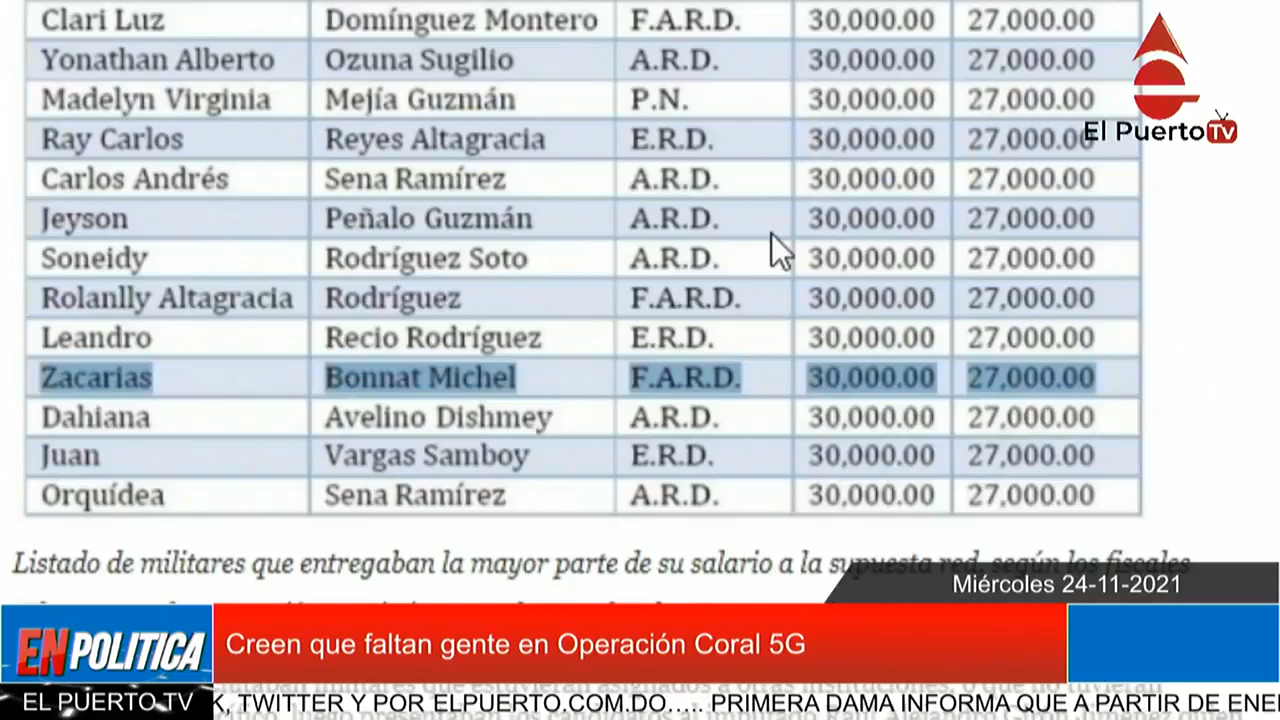 Clari Luz Domínguez Montero F.A.R.D. 30,000.00 27,000.00
Yonathan Alberto Ozuna Sugilio A.R.D. 30,000.00 27,000.00
Madelyn Virginia Mejía Guzmán P.N. 30,000.00 27,000.00
Ray Carlos Reyes Altagracia E.R.D. 30,000.00 27,000.00
Carlos Andrés Sena Ramírez A.R.D. 30,000.00 27,000.00
Jeyson Peñalo Guzmán A.R.D. 30,000.00 27,000.00
Soneidy Rodríguez Soto A.R.D. 30,000.00 27,000.00
Rolanlly Altagracia Rodríguez F.A.R.D. 30,000.00 27,000.00
Leandro Recio Rodríguez E.R.D. 30,000.00 27,000.00
Zacarias Bonnat Michel F.A.R.D. 30,000.00 27,000.00
Dahiana Avelino Dishmey A.R.D. 30,000.00 27,000.00
Juan Vargas Samboy E.R.D. 30,000.00 27,000.00
Orquídea Sena Ramírez A.R.D. 30,000.00 27,000.00
El Puerto TV
Listado de militares que entregaban la mayor parte de su salario a la supuesta red, según los fiscales
Miércoles 24-11-2021
EN POLITICA
Creen que faltan gente en Operación Coral 5G
EL PUERTO TV
K, TWITTER Y POR ELPUERTO.COM.DO..... PRIMERA DAMA INFORMA QUE A PARTIR DE ENE